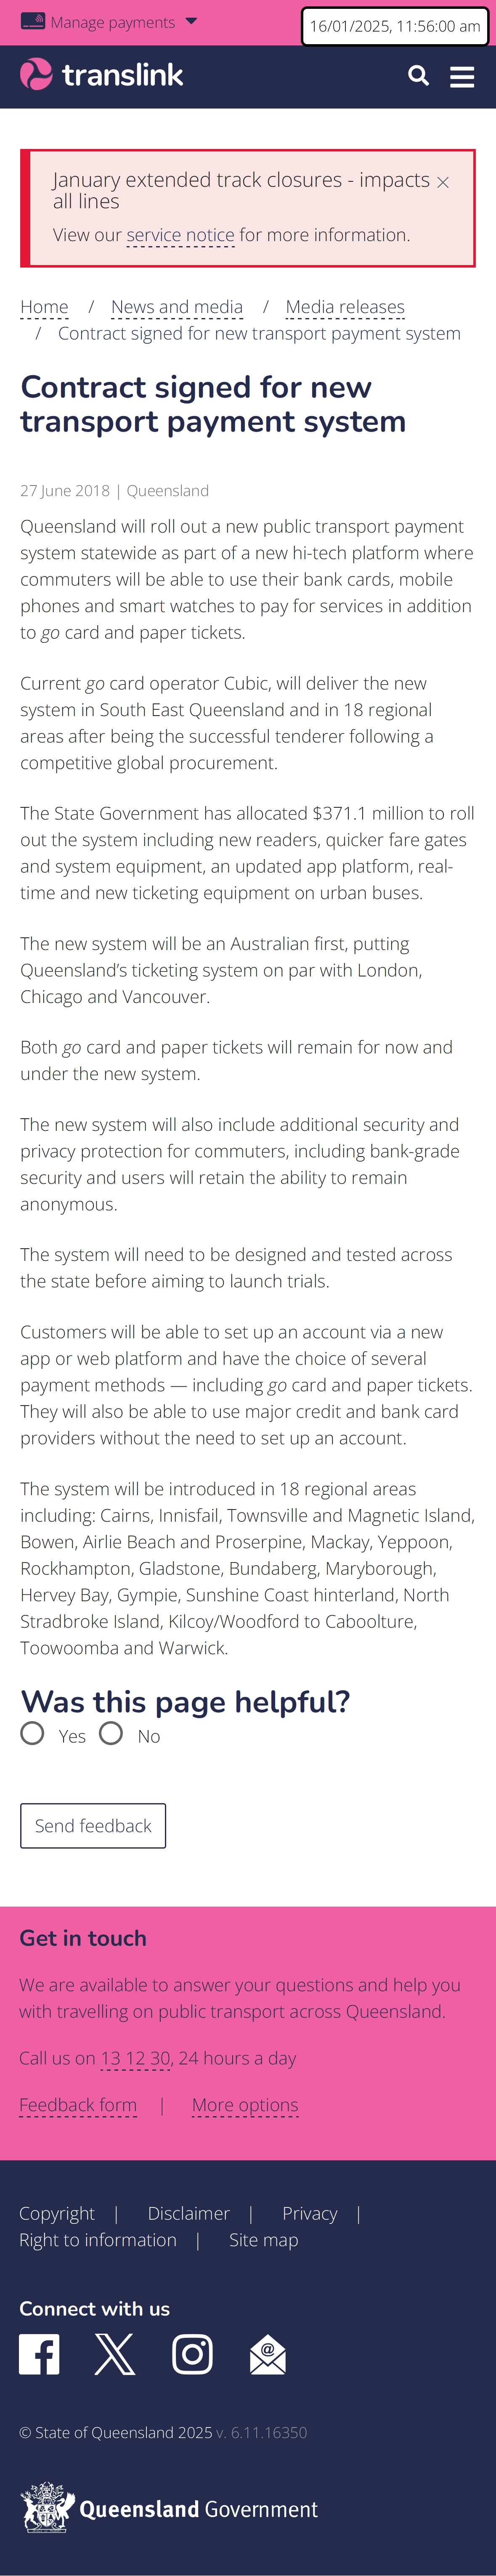 Manage payments
16/01/2025, 11:56:00 am
translink
January extended track closures - impacts
all lines
View our service notice for more information.
Home / News and media / Media releases
/ Contract signed for new transport payment system
Contract signed for new
transport payment system
27 June 2018 | Queensland
Queensland will roll out a new public transport payment
system statewide as part of a new hi-tech platform where
commuters will be able to use their bank cards, mobile
phones and smart watches to pay for services in addition
to go card and paper tickets.
Current go card operator Cubic, will deliver the new
system in South East Queensland and in 18 regional
areas after being the successful tenderer following a
competitive global procurement.
The State Government has allocated $371.1 million to roll
out the system including new readers, quicker fare gates
and system equipment, an updated app platform, real-
time and new ticketing equipment on urban buses.
The new system will be an Australian first, putting
Queensland’s ticketing system on par with London,
Chicago and Vancouver.
Both go card and paper tickets will remain for now and
under the new system.
The new system will also include additional security and
privacy protection for commuters, including bank-grade
security and users will retain the ability to remain
anonymous.
The system will need to be designed and tested across
the state before aiming to launch trials.
Customers will be able to set up an account via a new
app or web platform and have the choice of several
payment methods — including go card and paper tickets.
They will also be able to use major credit and bank card
providers without the need to set up an account.
The system will be introduced in 18 regional areas
including: Cairns, Innisfail, Townsville and Magnetic Island,
Bowen, Airlie Beach and Proserpine, Mackay, Yeppoon,
Rockhampton, Gladstone, Bundaberg, Maryborough,
Hervey Bay, Gympie, Sunshine Coast hinterland, North
Stradbroke Island, Kilcoy/Woodford to Caboolture,
Toowoomba and Warwick.
Was this page helpful?
Yes No
Send feedback
Get in touch
We are available to answer your questions and help you
with travelling on public transport across Queensland.
Call us on 13 12 30, 24 hours a day
Feedback form | More options
Copyright | Disclaimer | Privacy |
Right to information | Site map
Connect with us
© State of Queensland 2025 v. 6.11.16350
Queensland Government